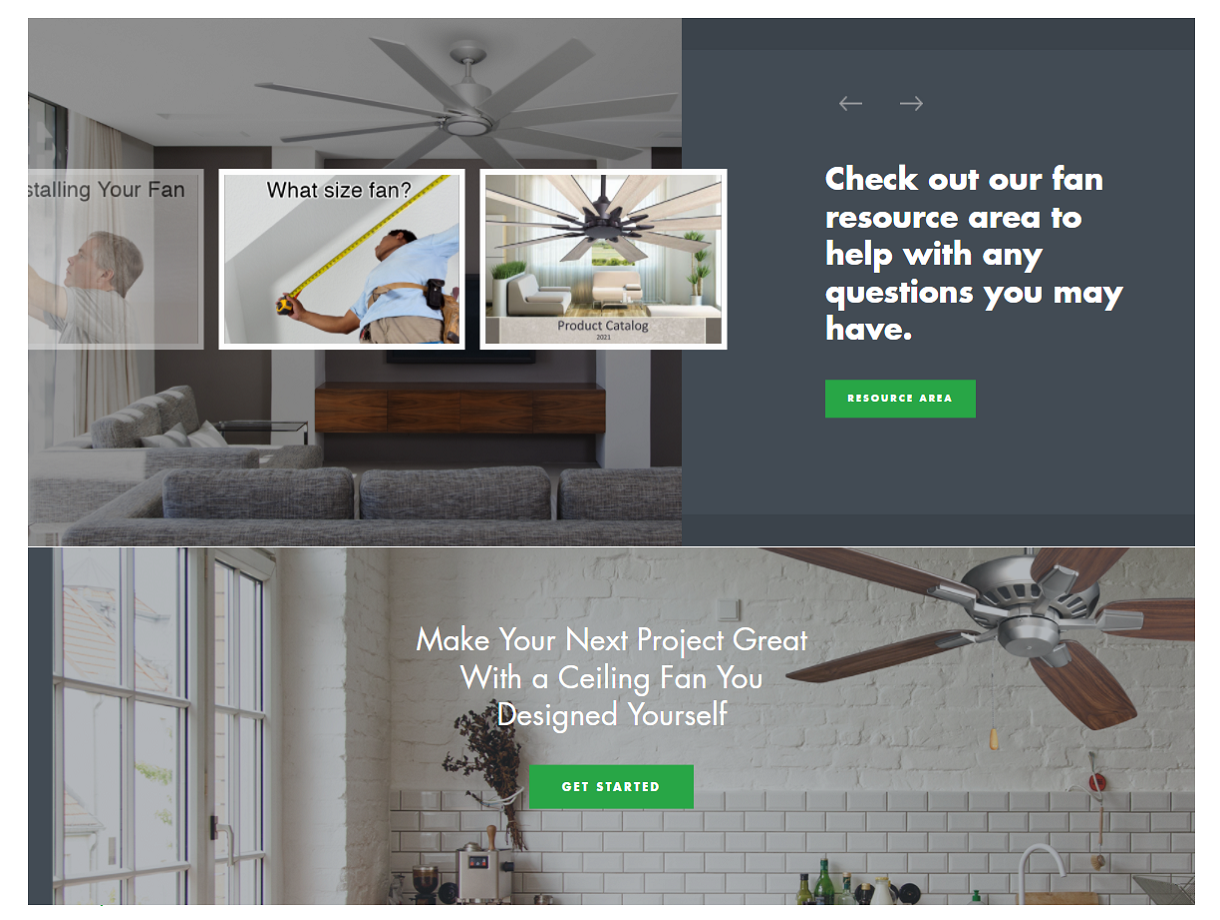 stalling Your Fan
What size fan?
Product Catalog
2021
Check out our fan
resource area to
help with any
questions you may
have.
RESOURCE AREA
Make Your Next Project Great
With a Ceiling Fan You
Designed Yourself
GET STARTED